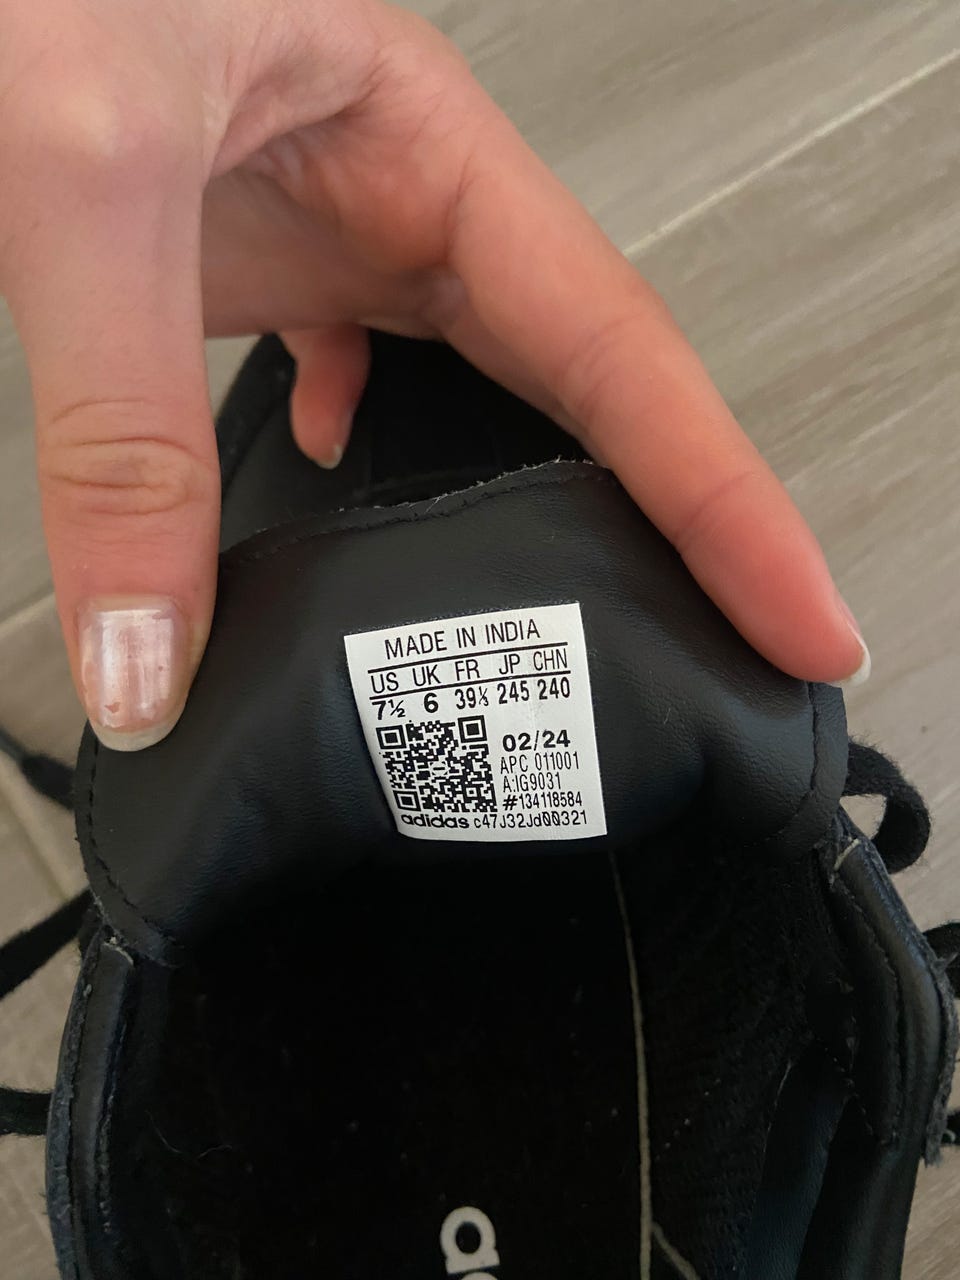 MADE IN INDIA
US UK FR JP CHN
7½ 6 39⅓ 245 240
02/24
APC 011001
A:IG9031
#134118584
adidas c47J32Jd00321